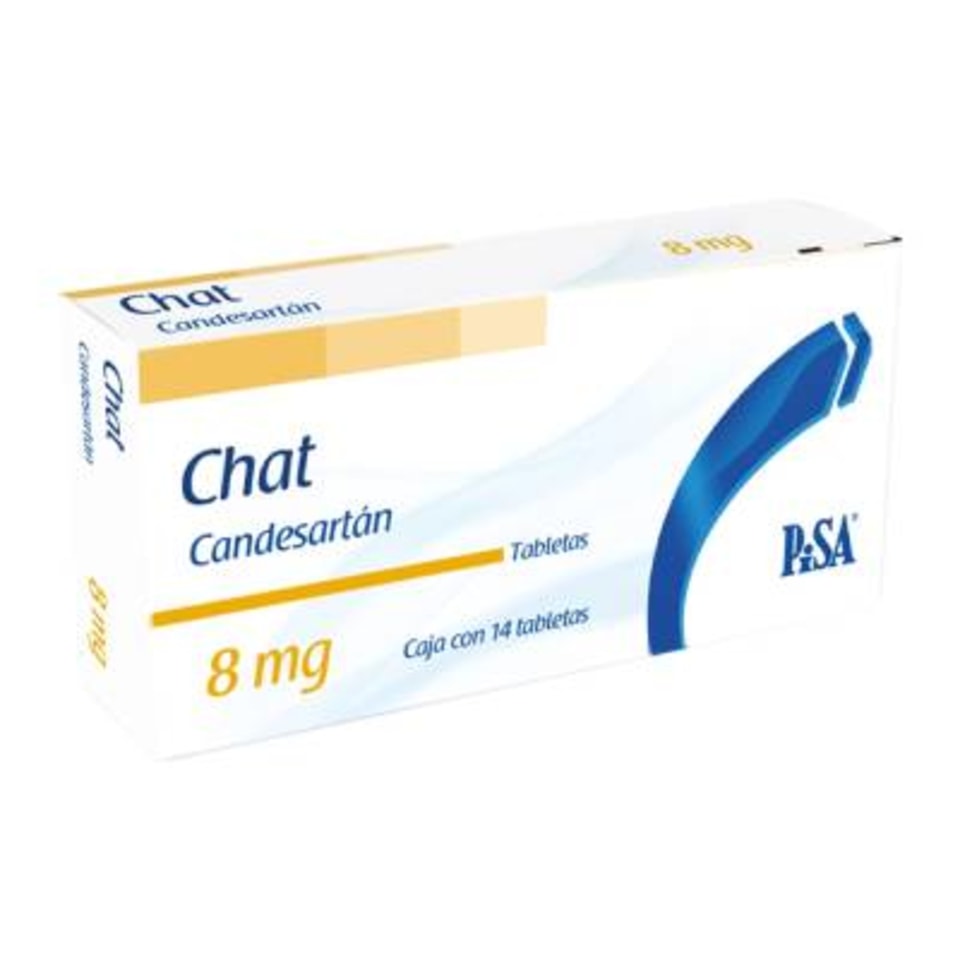 Chat
Candesartán
8 mg
Chat
Candesartán
8 mg
Chat
Candesartán
Tabletas
8 mg
Caja con 14 tabletas
PiSA®